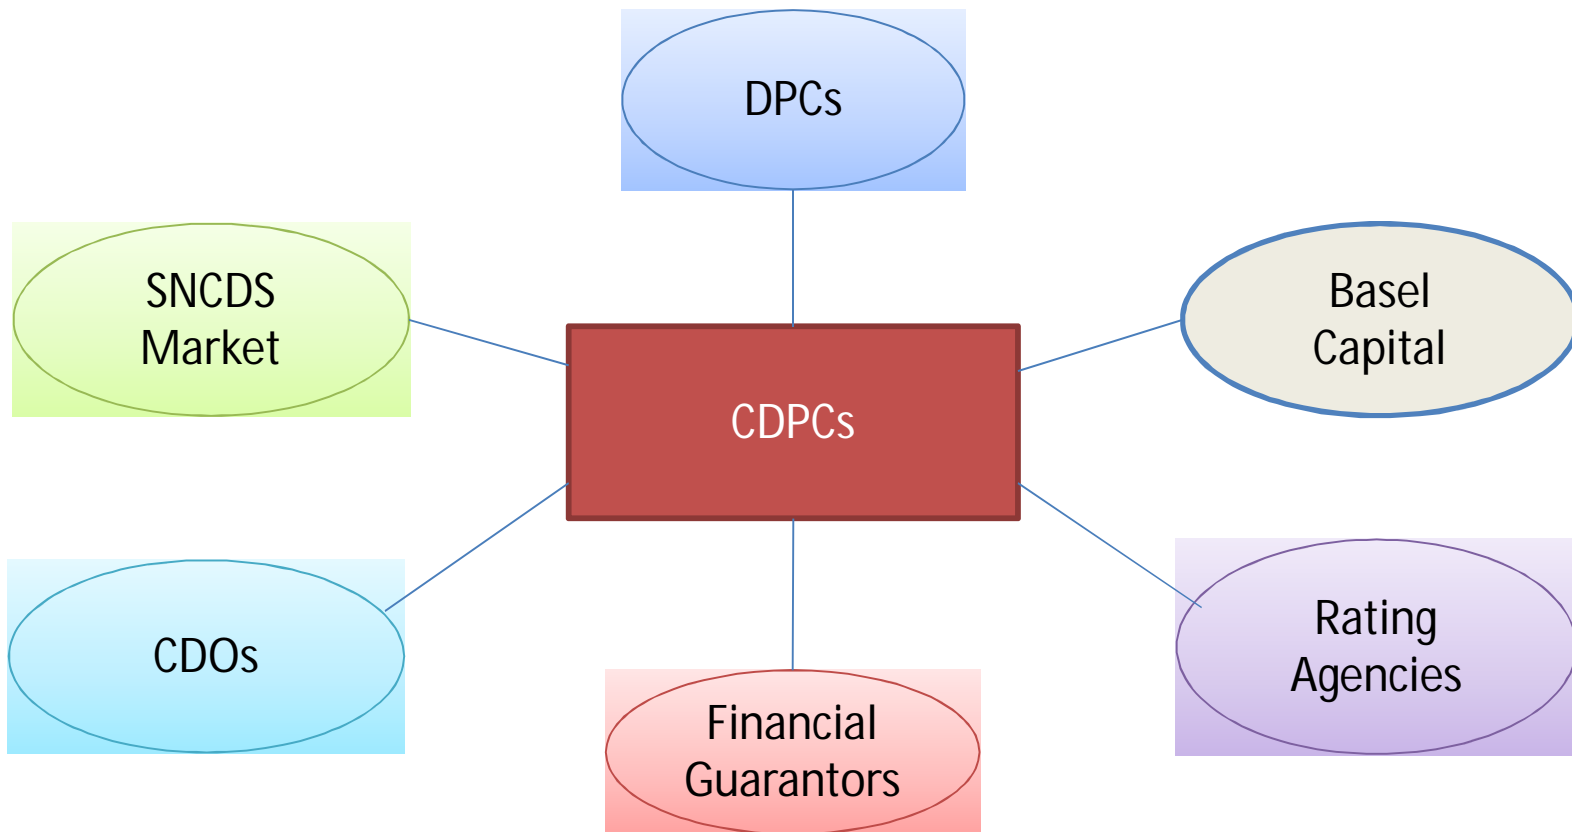 DPCs
SNCDS
Market
Basel
Capital
CDPCs
CDOs
Rating
Agencies
Financial
Guarantors